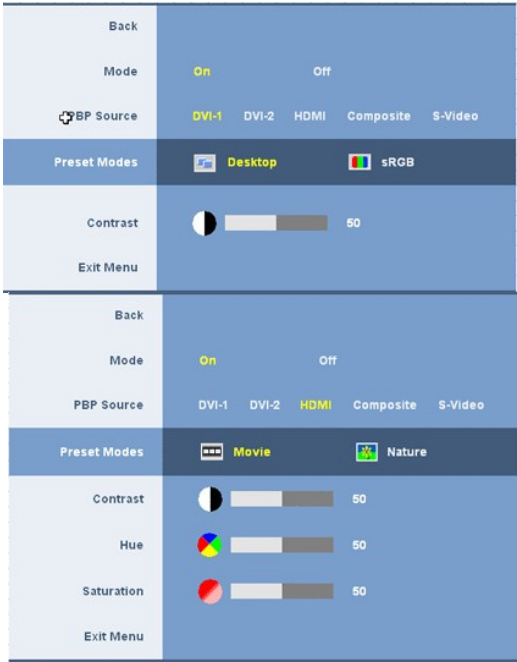 Back
Mode On Off
PBP Source DVI-1 DVI-2 HDMI Composite S-Video
Preset Modes Desktop sRGB
Contrast 50
Exit Menu
Back
Mode On Off
PBP Source DVI-1 DVI-2 HDMI Composite S-Video
Preset Modes Movie Nature
Contrast 50
Hue 50
Saturation 50
Exit Menu